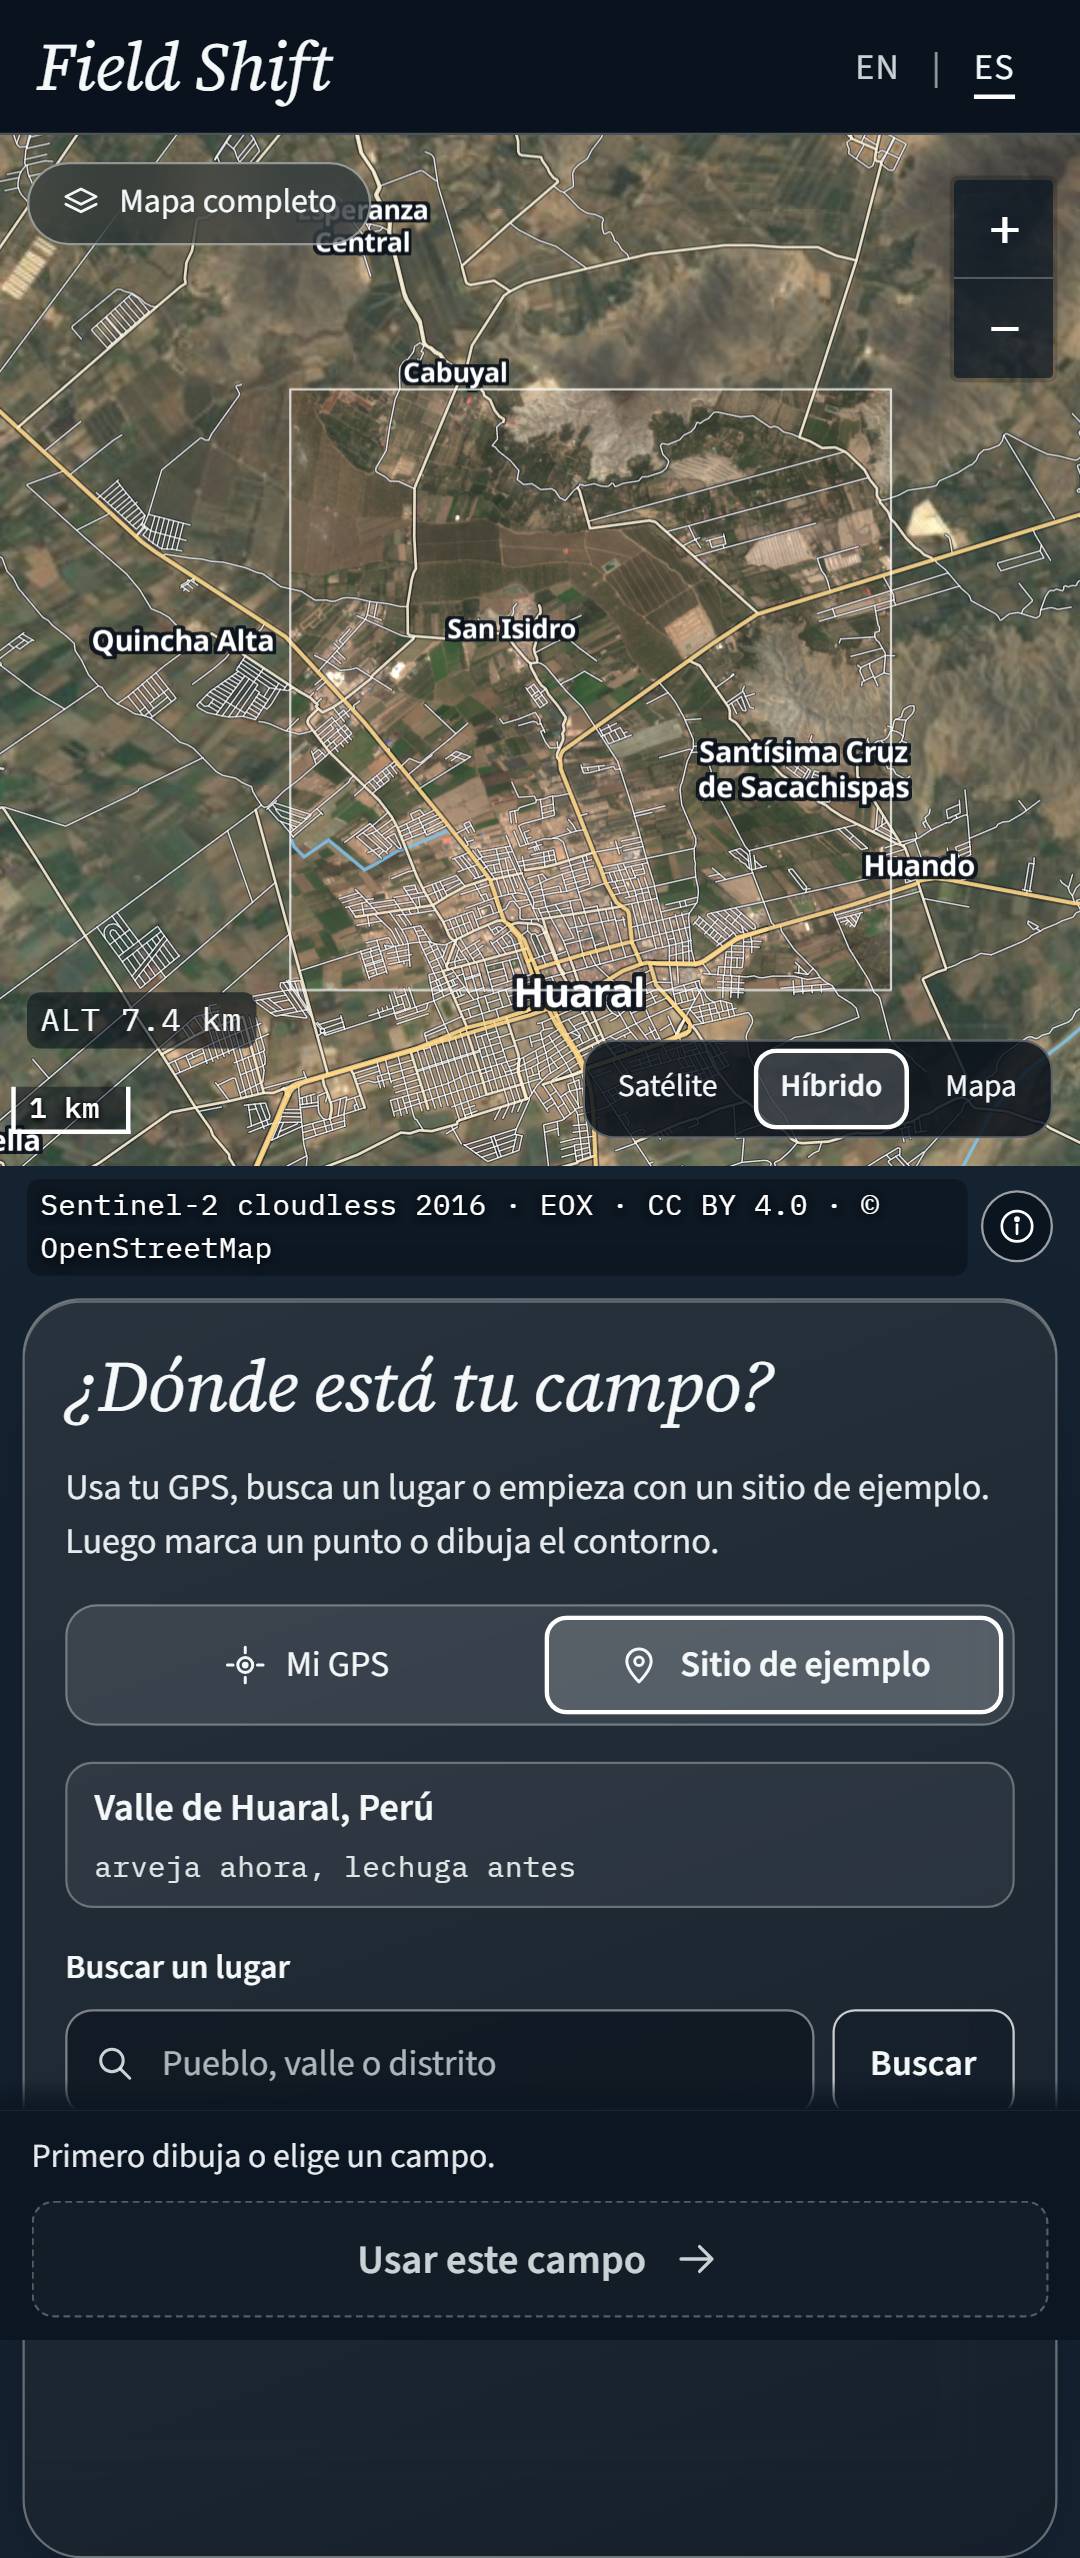 Field Shift
EN | ES
Mapa completo
Esperanza
Central
+
−
Cabuyal
Quincha Alta
San Isidro
Santísima Cruz
de Sacachispas
Huando
Huaral
ALT 7.4 km
1 km
ella
Satélite
Híbrido
Mapa
Sentinel-2 cloudless 2016 · EOX · CC BY 4.0 · ©
OpenStreetMap
¿Dónde está tu campo?
Usa tu GPS, busca un lugar o empieza con un sitio de ejemplo.
Luego marca un punto o dibuja el contorno.
Mi GPS
Sitio de ejemplo
Valle de Huaral, Perú
arveja ahora, lechuga antes
Buscar un lugar
Pueblo, valle o distrito
Buscar
Primero dibuja o elige un campo.
Usar este campo →